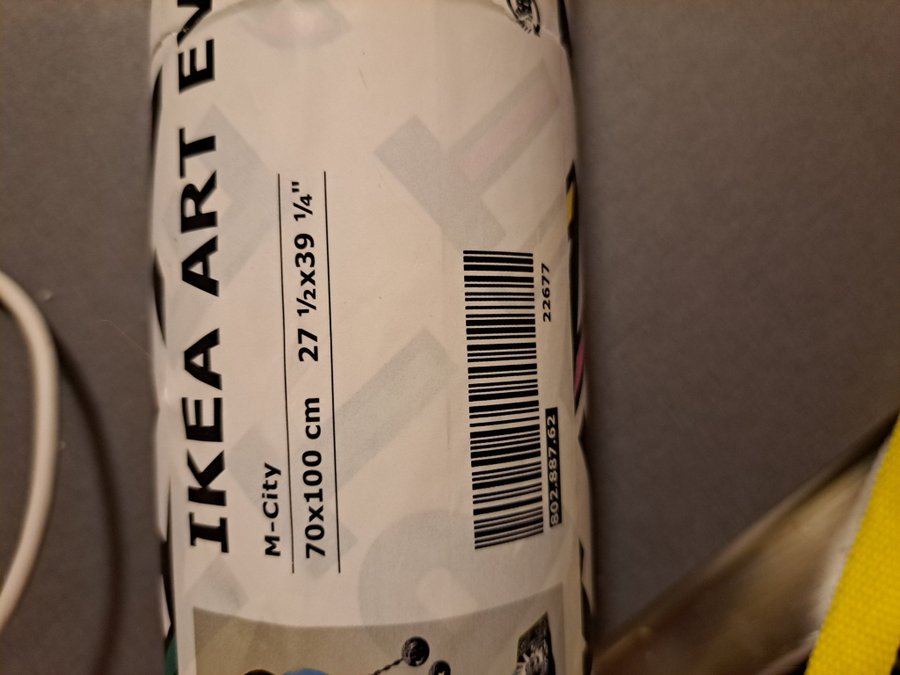 IKEA ART EV
M-City
70x100 cm 27 ½x39 ¼"
802.887.62
22677